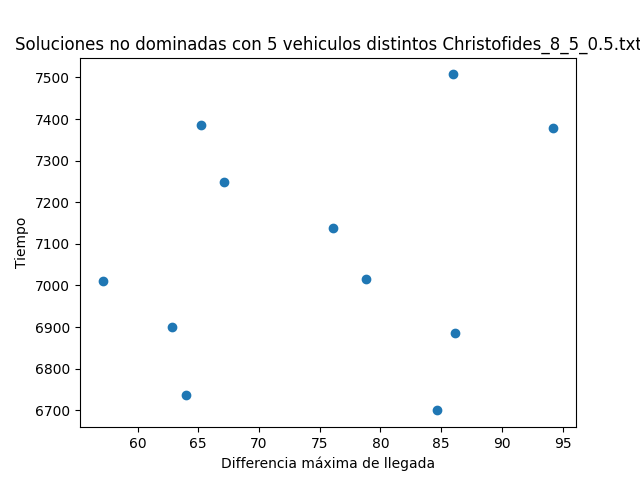 Soluciones no dominadas con 5 vehiculos distintos Christofides_8_5_0.5.txt
7500
7400
7300
7200
7100
7000
6900
6800
6700
Tiempo
60 65 70 75 80 85 90 95
Differencia máxima de llegada